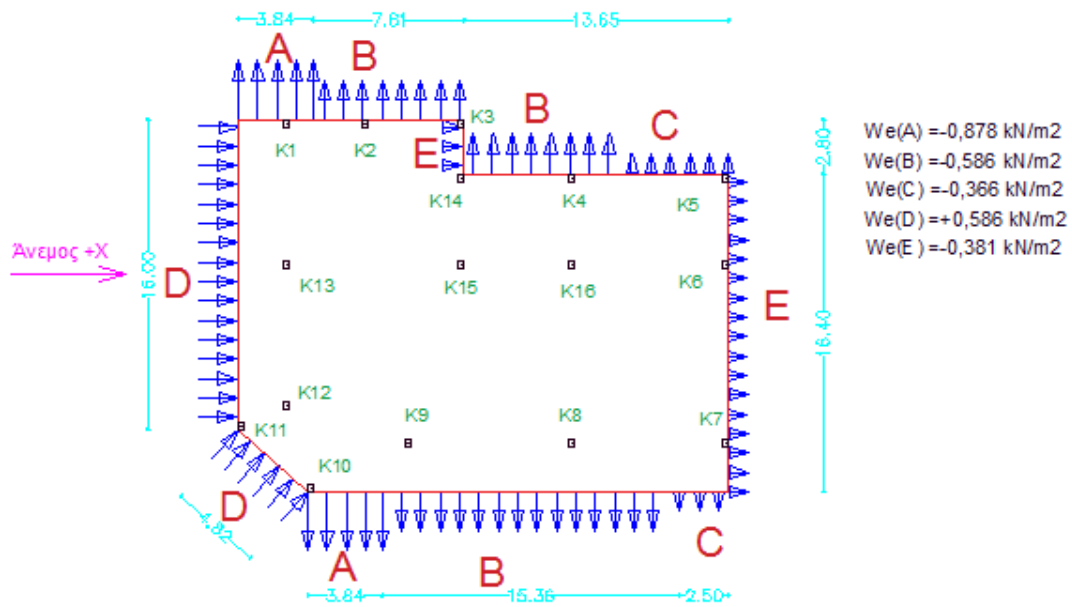 3.84 7.61 13.65
A B
K3
B C
K1 K2
E
2.80
K14 K4 K5
We(A) =-0,878 kN/m2
We(B) =-0,586 kN/m2
We(C) =-0,366 kN/m2
We(D) =+0,586 kN/m2
We(E) =-0,381 kN/m2
Άνεμος +X
16.00
D
K13 K15 K16 K6
E
16.40
K12
K11
K9 K8 K7
K10
D
4.82
A B C
3.84 15.36 2.50